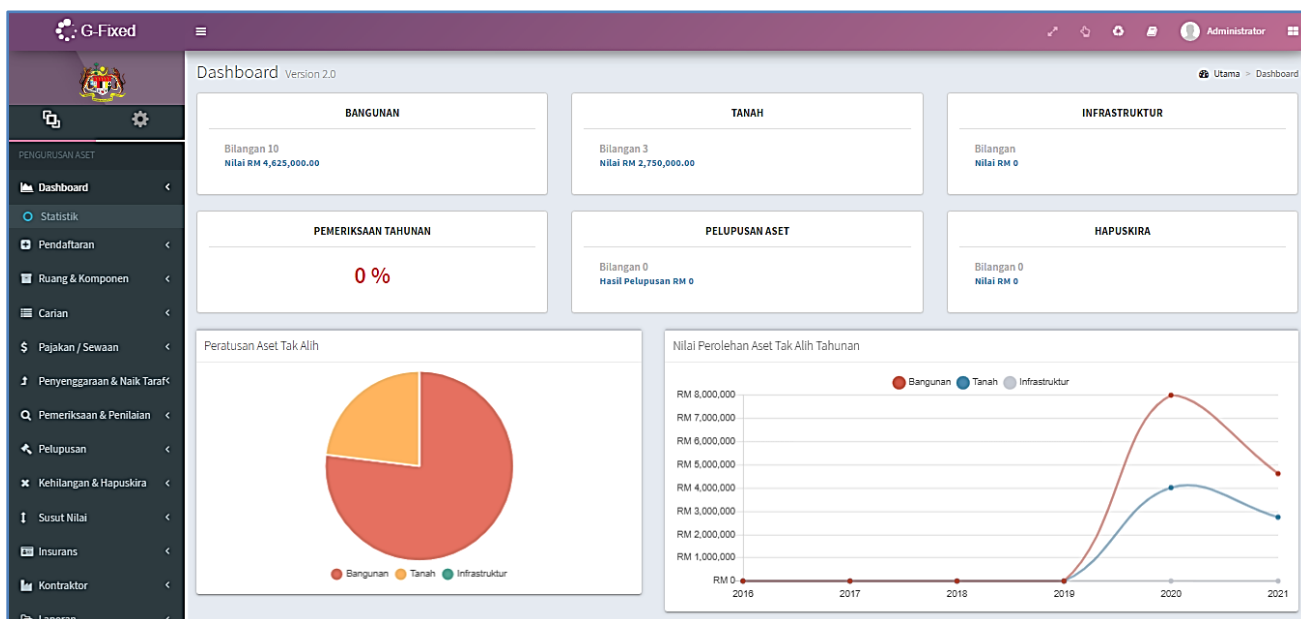 G-Fixed
Administrator
Dashboard Version 2.0
Utama > Dashboard
PENGURUSAN ASET
Dashboard
Statistik
Pendaftaran
Ruang & Komponen
Carian
Pajakan / Sewaan
Penyenggaraan & Naik Taraf
Pemeriksaan & Penilaian
Pelupusan
Kehilangan & Hapuskira
Susut Nilai
Insurans
Kontraktor
Laporan
BANGUNAN
Bilangan 10
Nilai RM 4,625,000.00
TANAH
Bilangan 3
Nilai RM 2,750,000.00
INFRASTRUKTUR
Bilangan
Nilai RM 0
PEMERIKSAAN TAHUNAN
0 %
PELUPUSAN ASET
Bilangan 0
Hasil Pelupusan RM 0
HAPUSKIRA
Bilangan 0
Nilai RM 0
Peratusan Aset Tak Alih
Bangunan Tanah Infrastruktur
Nilai Perolehan Aset Tak Alih Tahunan
Bangunan Tanah Infrastruktur
RM 8,000,000
RM 7,000,000
RM 6,000,000
RM 5,000,000
RM 4,000,000
RM 3,000,000
RM 2,000,000
RM 1,000,000
RM 0
2016 2017 2018 2019 2020 2021